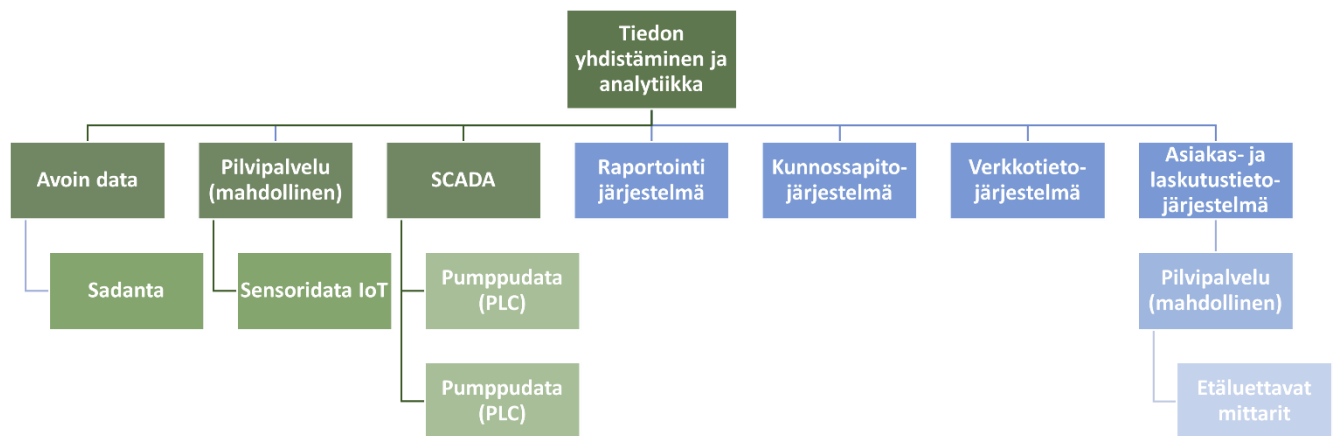 Tiedon
yhdistäminen ja
analytiikka
Avoin data
Pilvipalvelu
(mahdollinen)
SCADA
Raportointi
järjestelmä
Kunnossapito-
järjestelmä
Verkkotieto-
järjestelmä
Asiakas- ja
laskutustieto-
järjestelmä
Sadanta
Sensoridata IoT
Pumppudata
(PLC)
Pilvipalvelu
(mahdollinen)
Pumppudata
(PLC)
Etäluettavat
mittarit